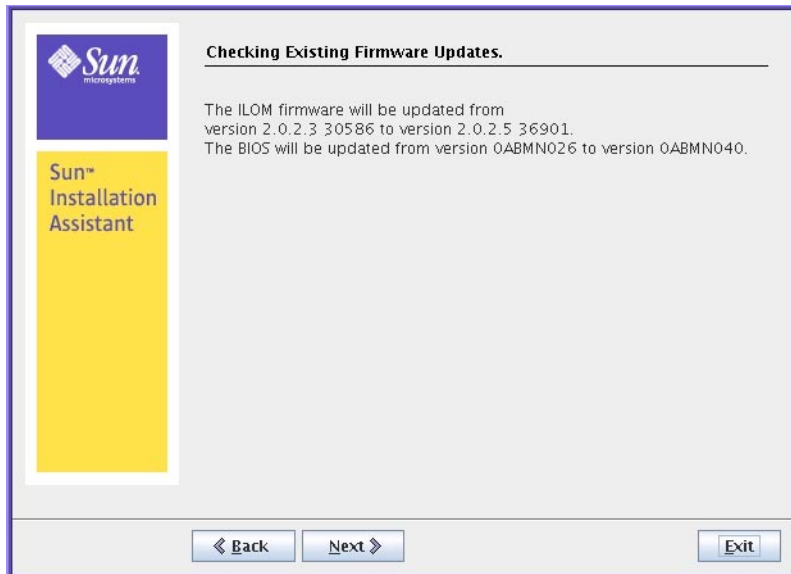 Sun
microsystems
Sun™
Installation
Assistant
Checking Existing Firmware Updates.
The ILOM firmware will be updated from
version 2.0.2.3 30586 to version 2.0.2.5 36901.
The BIOS will be updated from version 0ABMN026 to version 0ABMN040.
Back
Next
Exit